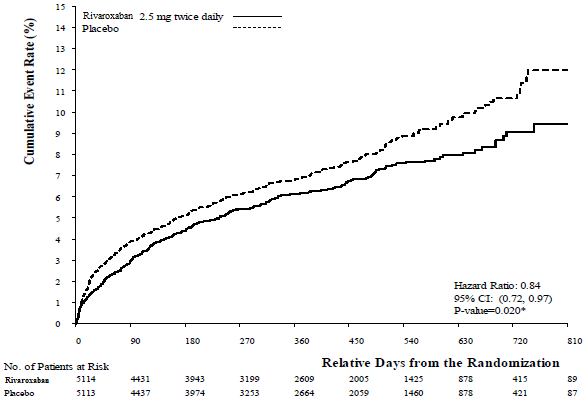 Cumulative Event Rate (%)
15
14
13
12
11
10
9
8
7
6
5
4
3
2
1
0
Rivaroxaban 2.5 mg twice daily
Placebo
Hazard Ratio: 0.84
95% CI: (0.72, 0.97)
P-value=0.020*
0 90 180 270 360 450 540 630 720 810
Relative Days from the Randomization
No. of Patients at Risk
Rivaroxaban 5114 4431 3943 3199 2609 2005 1425 878 415 89
Placebo 5113 4437 3974 3253 2664 2059 1460 878 421 87